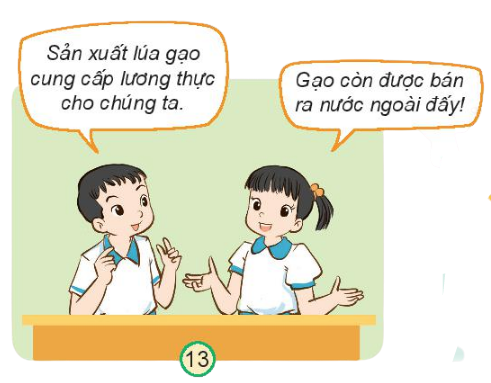 Sản xuất lúa gạo
cung cấp lương thực
cho chúng ta.
Gạo còn được bán
ra nước ngoài đấy!
13